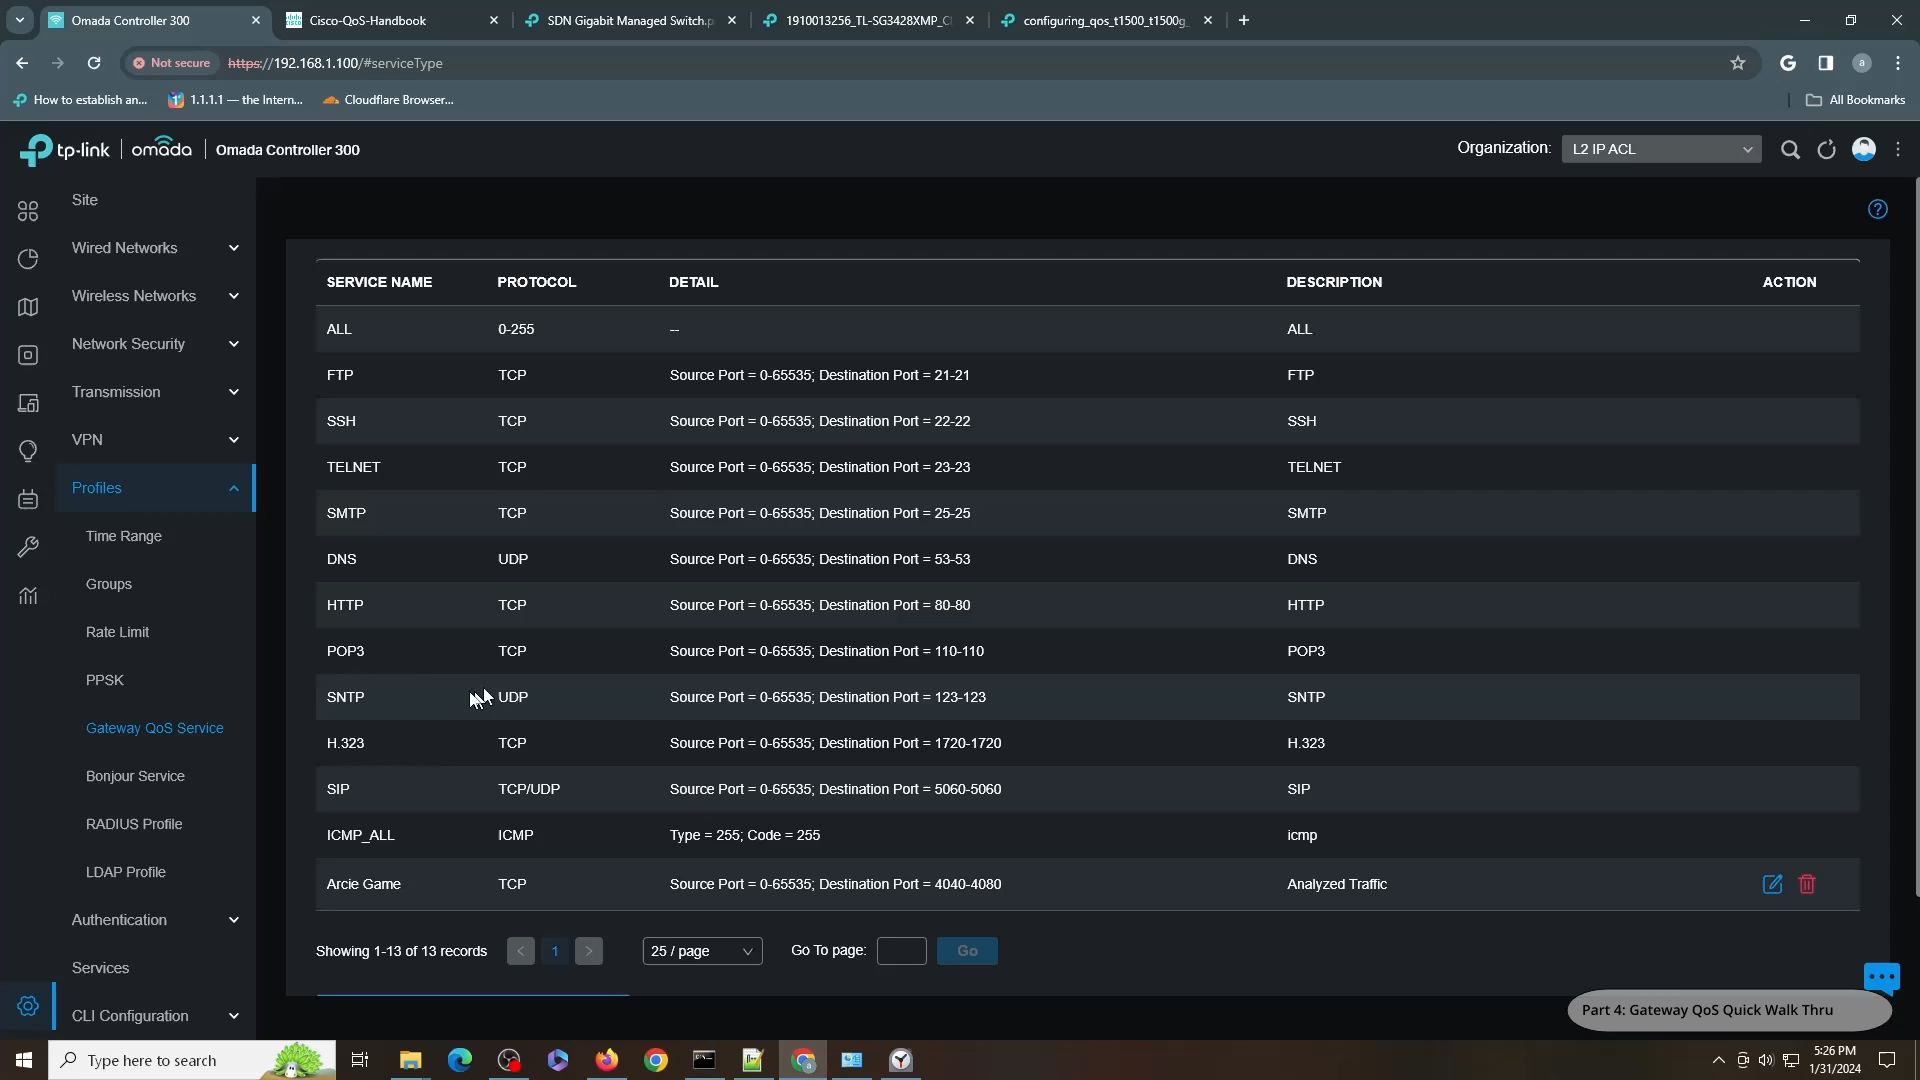 Omada Controller 300
Cisco-QoS-Handbook
SDN Gigabit Managed Switch.p
1910013256_TL-SG3428XMP_C
configuring_qos_t1500_t1500g_
Not secure
https://192.168.1.100/#serviceType
How to establish an...
1.1.1.1 — the Intern...
Cloudflare Browser...
All Bookmarks
tp-link
omada
Omada Controller 300
Organization:
L2 IP ACL
Site
Wired Networks
Wireless Networks
Network Security
Transmission
VPN
Profiles
Time Range
Groups
Rate Limit
PPSK
Gateway QoS Service
Bonjour Service
RADIUS Profile
LDAP Profile
Authentication
Services
CLI Configuration
SERVICE NAME PROTOCOL DETAIL DESCRIPTION ACTION
ALL 0-255 -- ALL
FTP TCP Source Port = 0-65535; Destination Port = 21-21 FTP
SSH TCP Source Port = 0-65535; Destination Port = 22-22 SSH
TELNET TCP Source Port = 0-65535; Destination Port = 23-23 TELNET
SMTP TCP Source Port = 0-65535; Destination Port = 25-25 SMTP
DNS UDP Source Port = 0-65535; Destination Port = 53-53 DNS
HTTP TCP Source Port = 0-65535; Destination Port = 80-80 HTTP
POP3 TCP Source Port = 0-65535; Destination Port = 110-110 POP3
SNTP UDP Source Port = 0-65535; Destination Port = 123-123 SNTP
H.323 TCP Source Port = 0-65535; Destination Port = 1720-1720 H.323
SIP TCP/UDP Source Port = 0-65535; Destination Port = 5060-5060 SIP
ICMP_ALL ICMP Type = 255; Code = 255 icmp
Arcie Game TCP Source Port = 0-65535; Destination Port = 4040-4080 Analyzed Traffic
Showing 1-13 of 13 records < 1 > 25 / page Go To page: Go
Part 4: Gateway QoS Quick Walk Thru
Type here to search
5:26 PM
1/31/2024